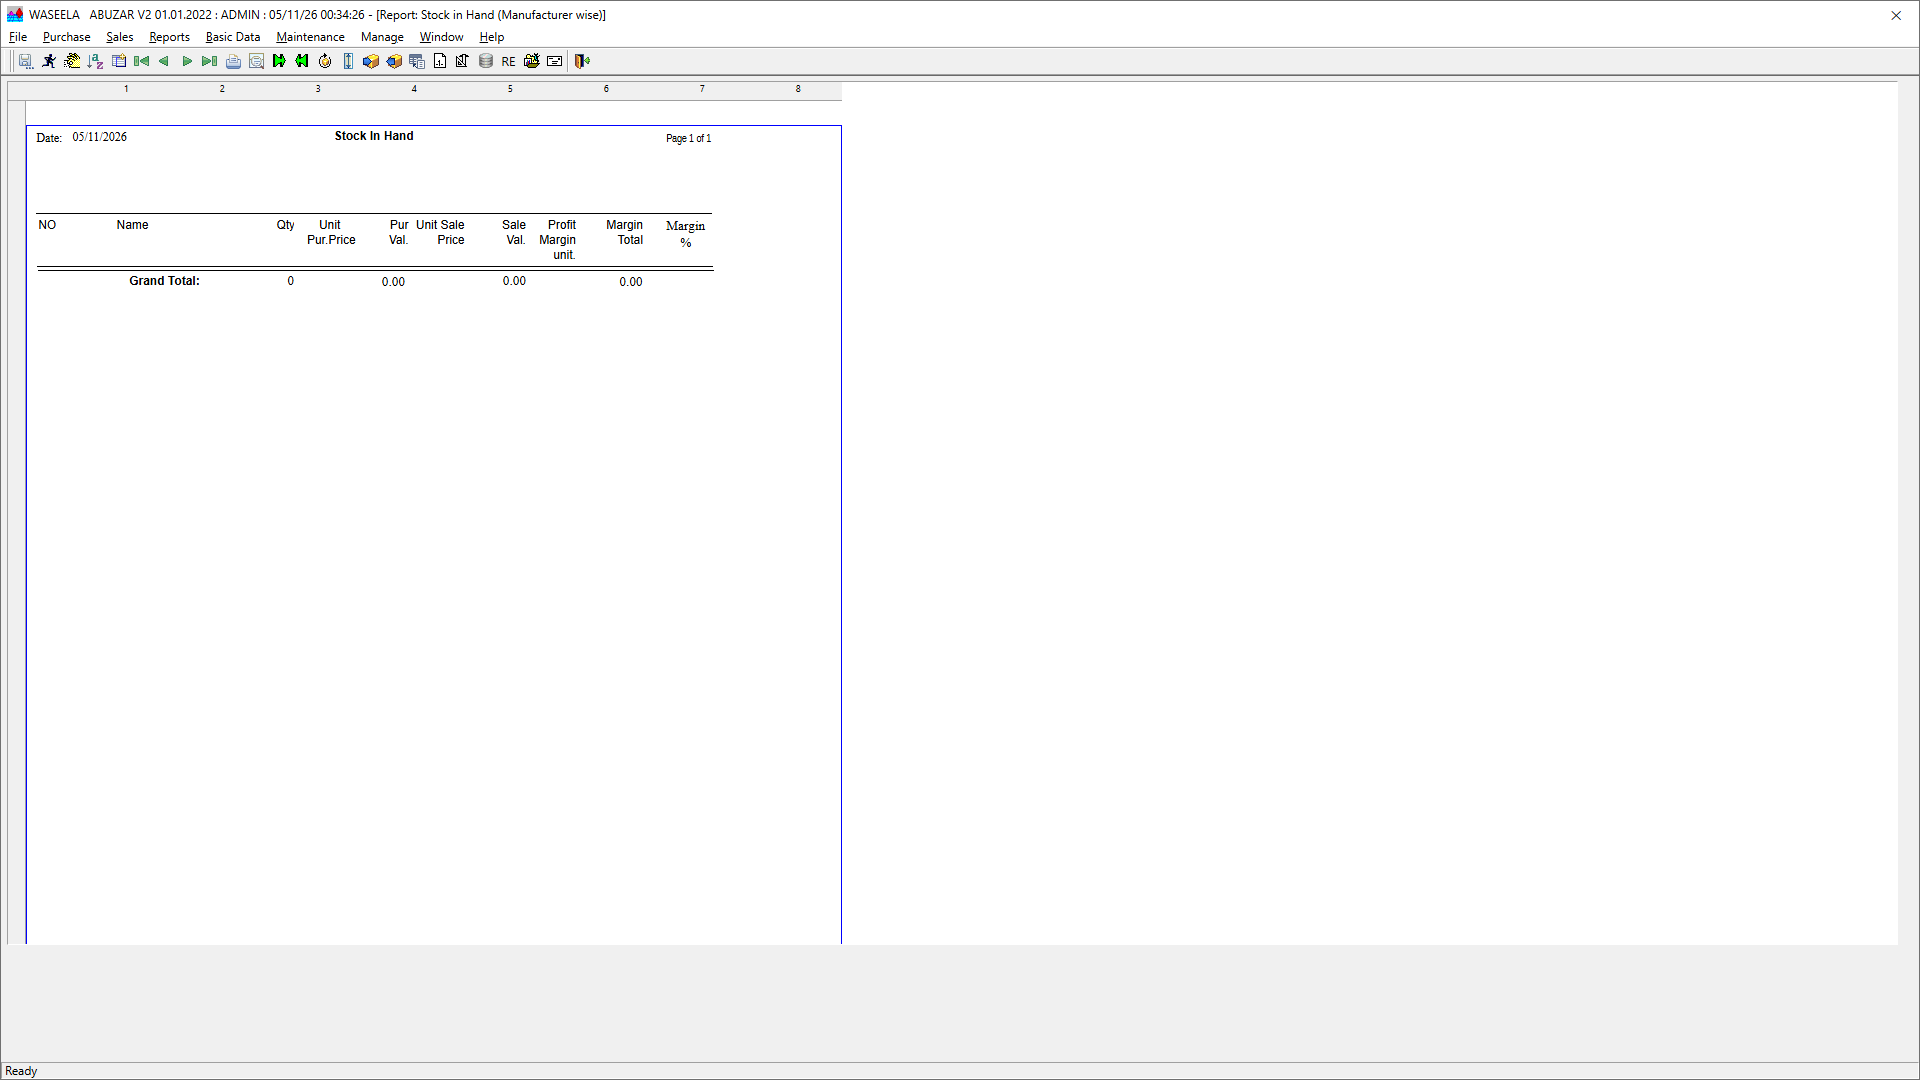 WASEELA   ABUZAR V2 01.01.2022 : ADMIN : 05/11/26 00:34:26 - [Report: Stock in Hand (Manufacturer wise)]
File Purchase Sales Reports Basic Data Maintenance Manage Window Help
RE
1 2 3 4 5 6 7 8
Date: 05/11/2026 Stock In Hand Page 1 of 1
NO Name Qty Unit Pur Unit Sale Sale Profit Margin Margin
Pur.Price Val. Price Val. Margin Total %
unit.
Grand Total: 0 0.00 0.00 0.00
Ready